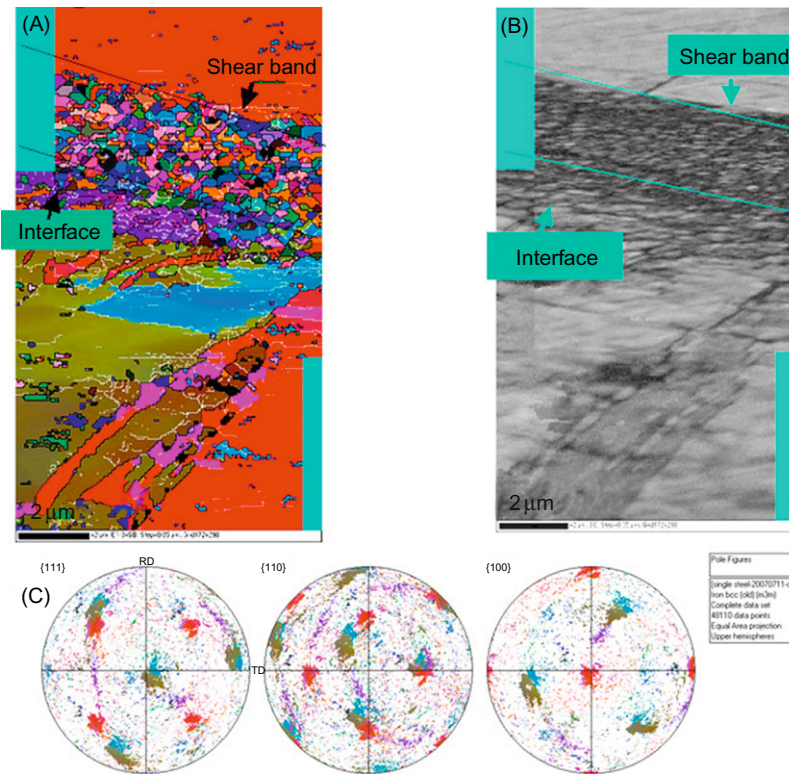 (A)
Shear band
Interface
2 μm
(B)
Shear band
Interface
2 μm
(C)
{111}
RD
TD
{110}
{100}
Pole Figures
Iron bcc (old) (m3m)
Complete data set
48110 data points
Equal Area projection
Upper hemispheres